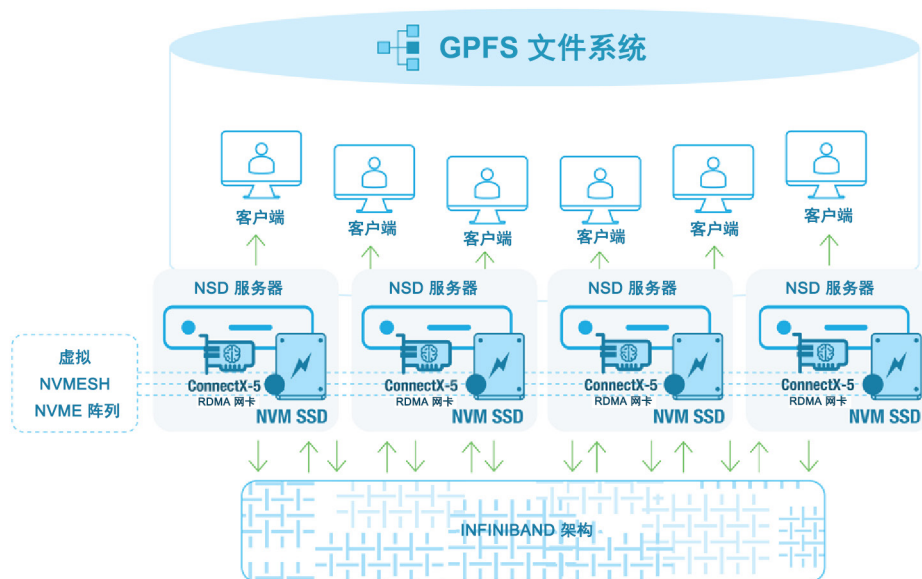 GPFS 文件系统
客户端
客户端
客户端
客户端
客户端
客户端
NSD 服务器
NSD 服务器
NSD 服务器
NSD 服务器
虚拟
NVMESH
NVME 阵列
ConnectX-5
RDMA 网卡
NVM SSD
ConnectX-5
RDMA 网卡
NVM SSD
ConnectX-5
RDMA 网卡
NVM SSD
ConnectX-5
RDMA 网卡
NVM SSD
INFINIBAND 架构